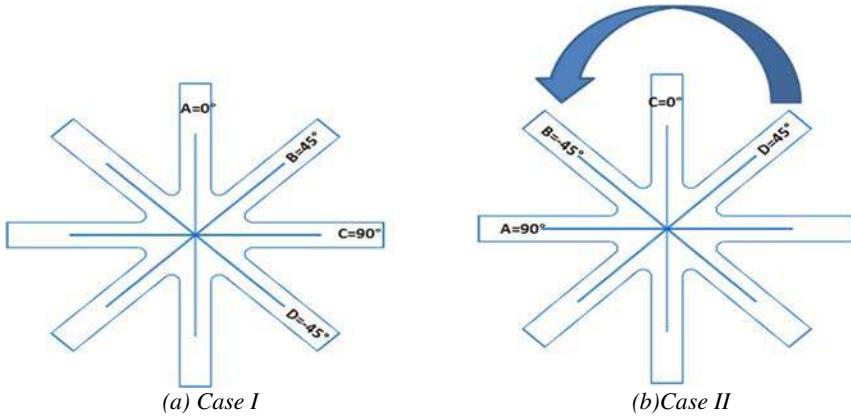 A=0°
B=45°
C=90°
D=-45°
(a) Case I
C=0°
B=-45°
D=45°
A=90°
(b)Case II